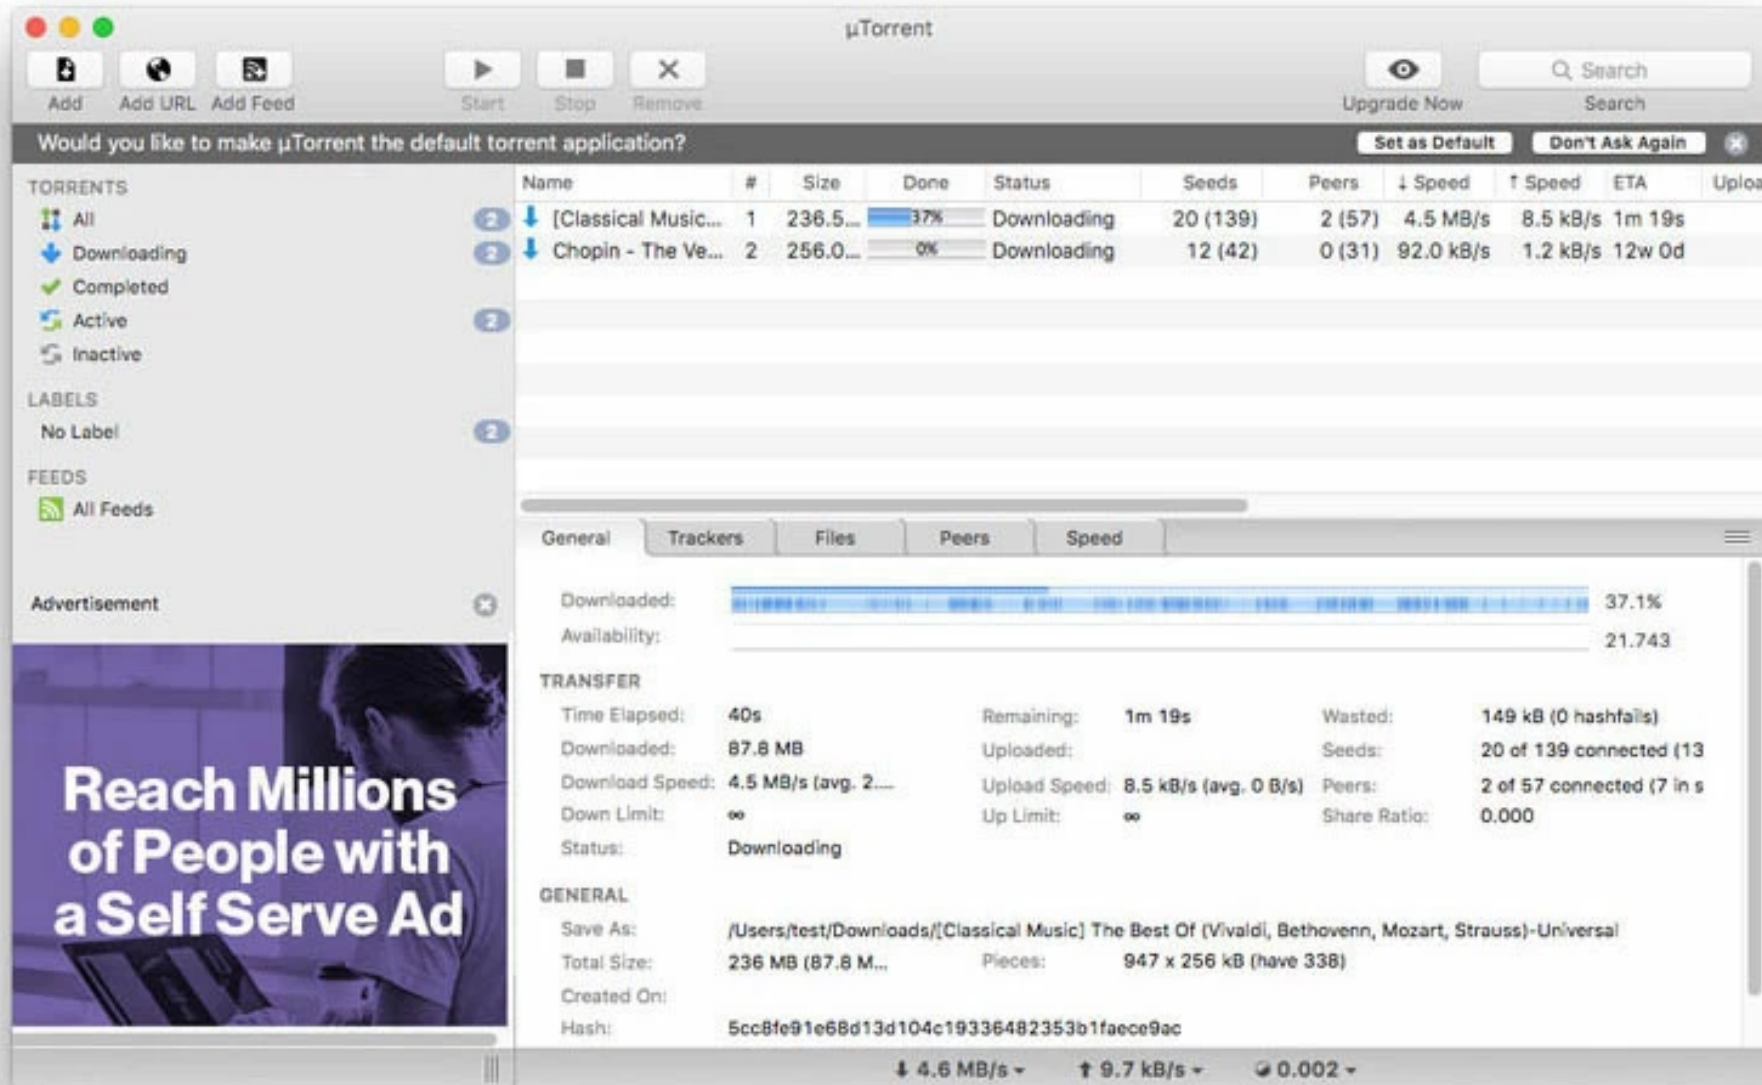 µTorrent
Add Add URL Add Feed Start Stop Remove Upgrade Now Search
Search
Would you like to make µTorrent the default torrent application? Set as Default Don't Ask Again
TORRENTS
All 2
Downloading 2
Completed
Active 2
Inactive
LABELS
No Label 2
FEEDS
All Feeds
Advertisement
Reach Millions
of People with
a Self Serve Ad
Name # Size Done Status Seeds Peers ↓ Speed ↑ Speed ETA Uploa
[Classical Music... 1 236.5... 37% Downloading 20 (139) 2 (57) 4.5 MB/s 8.5 kB/s 1m 19s
Chopin - The Ve... 2 256.0... 0% Downloading 12 (42) 0 (31) 92.0 kB/s 1.2 kB/s 12w 0d
General Trackers Files Peers Speed
Downloaded: 37.1%
Availability: 21.743
TRANSFER
Time Elapsed: 40s Remaining: 1m 19s Wasted: 149 kB (0 hashfails)
Downloaded: 87.8 MB Uploaded: Seeds: 20 of 139 connected (13
Download Speed: 4.5 MB/s (avg. 2.... Upload Speed: 8.5 kB/s (avg. 0 B/s) Peers: 2 of 57 connected (7 in s
Down Limit: ∞ Up Limit: ∞ Share Ratio: 0.000
Status: Downloading
GENERAL
Save As: /Users/test/Downloads/[Classical Music] The Best Of (Vivaldi, Bethovenn, Mozart, Strauss)-Universal
Total Size: 236 MB (87.8 M... Pieces: 947 x 256 kB (have 338)
Created On:
Hash: 5cc8fe91e68d13d104c19336482353b1faece9ac
↓ 4.6 MB/s ↑ 9.7 kB/s 0.002